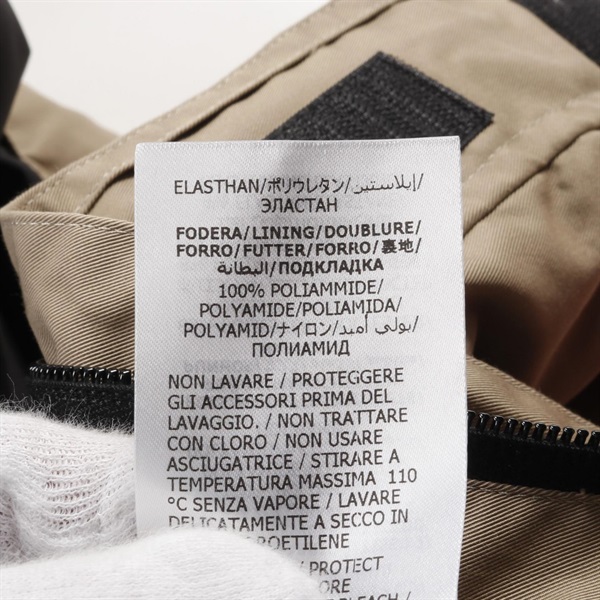 ELASTHAN/ポリウレタン/إيلاستين/
ЭЛАСТАН
FODERA/LINING/DOUBLURE/
FORRO/FUTTER/FORRO/裏地/
البطانة/ПОДКЛАДКА
100% POLIAMMIDE/
POLYAMIDE/POLIAMIDA/
POLYAMID/ナイロン/بولي أميد/
ПОЛИАМИД
NON LAVARE / PROTEGGERE
GLI ACCESSORI PRIMA DEL
LAVAGGIO. / NON TRATTARE
CON CLORO / NON USARE
ASCIUGATRICE / STIRARE A
TEMPERATURA MASSIMA 110
°C SENZA VAPORE / LAVARE
DELICATAMENTE A SECCO IN
/ PROTECT
BLEACH /